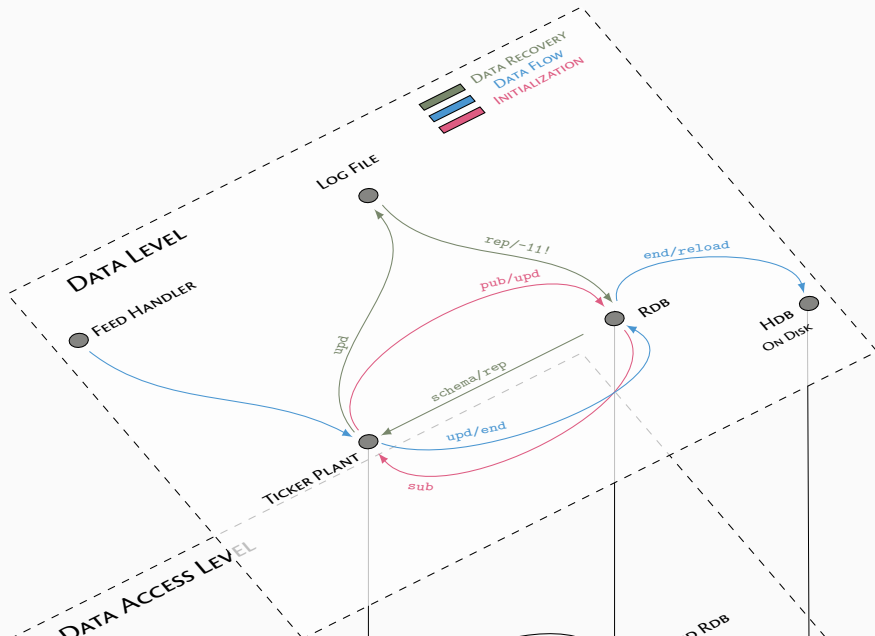 DATA RECOVERY
DATA FLOW
INITIALIZATION
LOG FILE
DATA LEVEL
rep/-11!
end/reload
pub/upd
FEED HANDLER
RDB
HDB
ON DISK
upd
schema/rep
upd/end
TICKER PLANT
sub
DATA ACCESS LEVEL
RDB